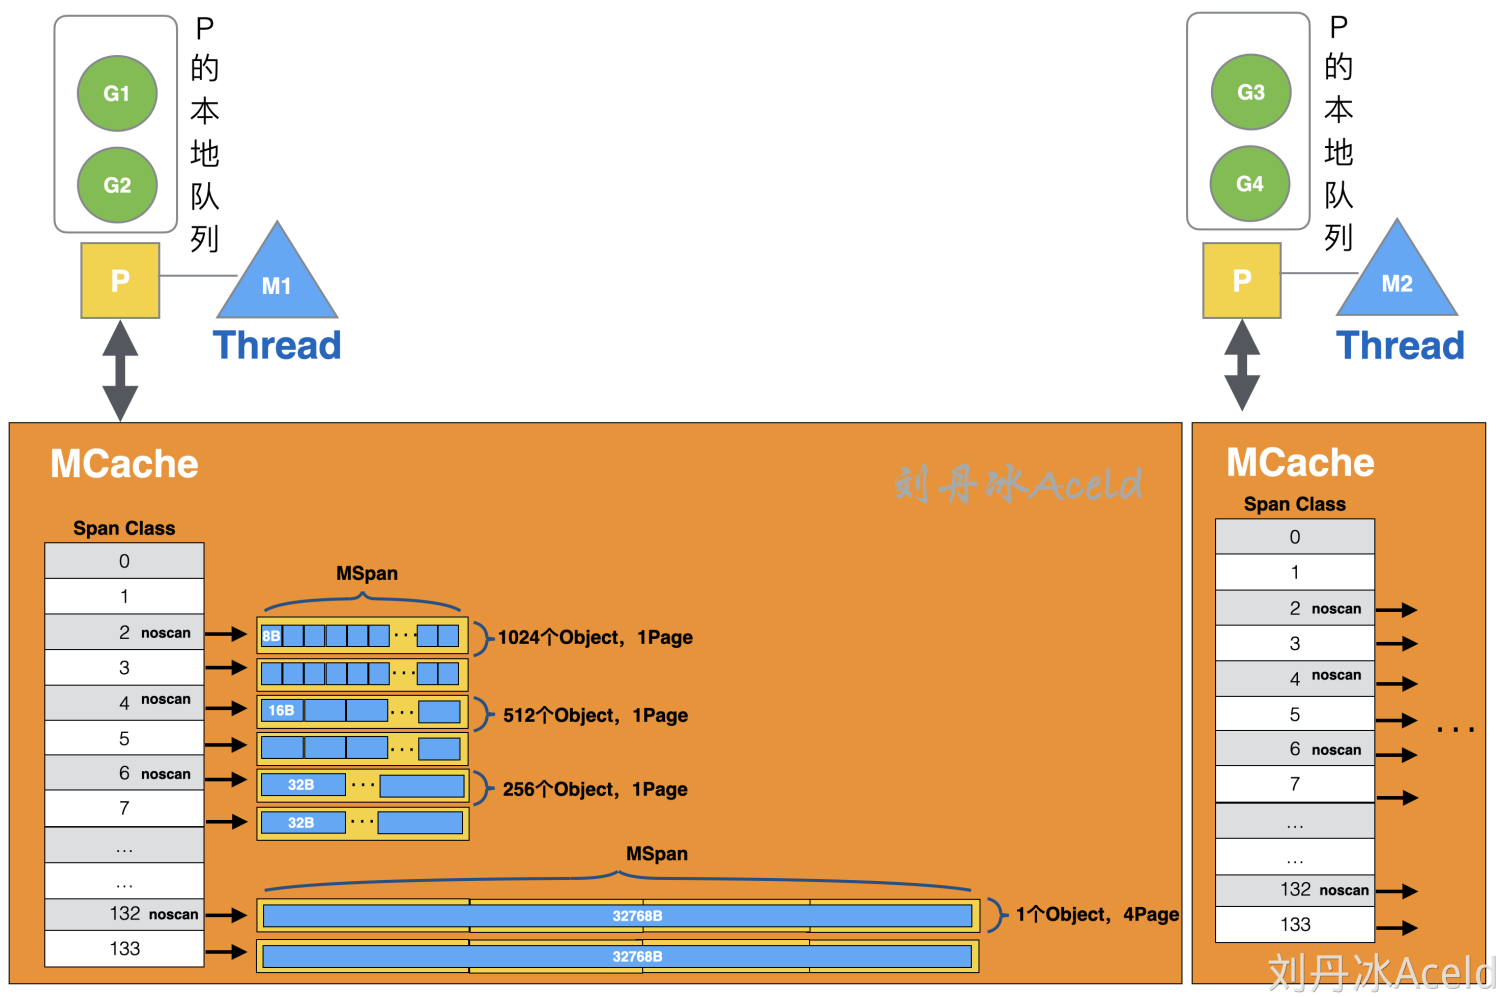 G1
G2
P的本地队列
P
M1
Thread
G3
G4
P的本地队列
P
M2
Thread
MCache
刘丹冰Aceld
Span Class
0
1
2 noscan
3
4 noscan
5
6 noscan
7
...
...
132 noscan
133
MSpan
8B
...
1024个Object，1Page
...
16B
...
512个Object，1Page
...
32B
...
256个Object，1Page
32B
...
MSpan
32768B
1个Object，4Page
32768B
MCache
Span Class
0
1
2 noscan
3
4 noscan
5
6 noscan
7
...
...
132 noscan
133
...
刘丹冰Aceld